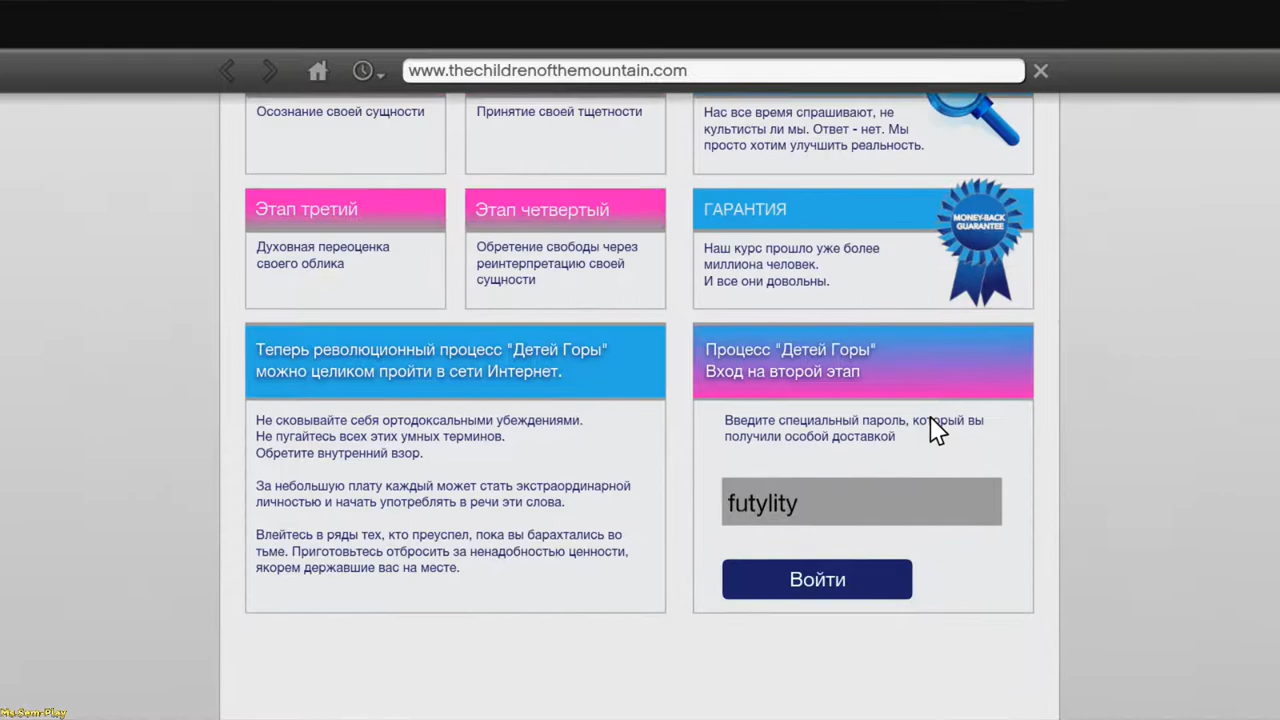 www.thechildrenofthemountain.com
Осознание своей сущности
Принятие своей тщетности
Нас все время спрашивают, не
культисты ли мы. Ответ - нет. Мы
просто хотим улучшить реальность.
Этап третий
Духовная переоценка
своего облика
Этап четвертый
Обретение свободы через
реинтерпретацию своей
сущности
ГАРАНТИЯ
MONEY-BACK
GUARANTEE
Наш курс прошло уже более
миллиона человек.
И все они довольны.
Теперь революционный процесс "Детей Горы"
можно целиком пройти в сети Интернет.
Не сковывайте себя ортодоксальными убеждениями.
Не пугайтесь всех этих умных терминов.
Обретите внутренний взор.
За небольшую плату каждый может стать экстраординарной
личностью и начать употреблять в речи эти слова.
Влейтесь в ряды тех, кто преуспел, пока вы барахтались во
тьме. Приготовьтесь отбросить за ненадобностью ценности,
якорем державшие вас на месте.
Процесс "Детей Горы"
Вход на второй этап
Введите специальный пароль, который вы
получили особой доставкой
futylity
Войти